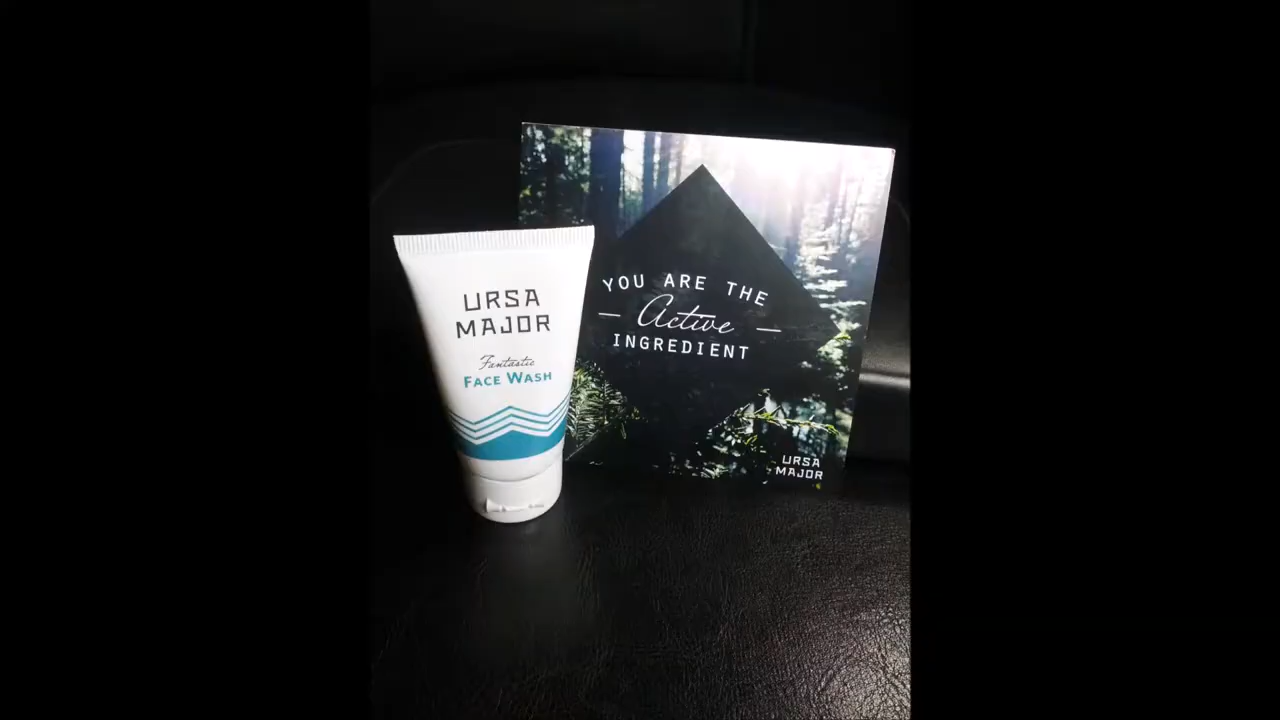 URSA
MAJOR
Fantastic
FACE WASH
YOU ARE THE
Active
INGREDIENT
URSA
MAJOR